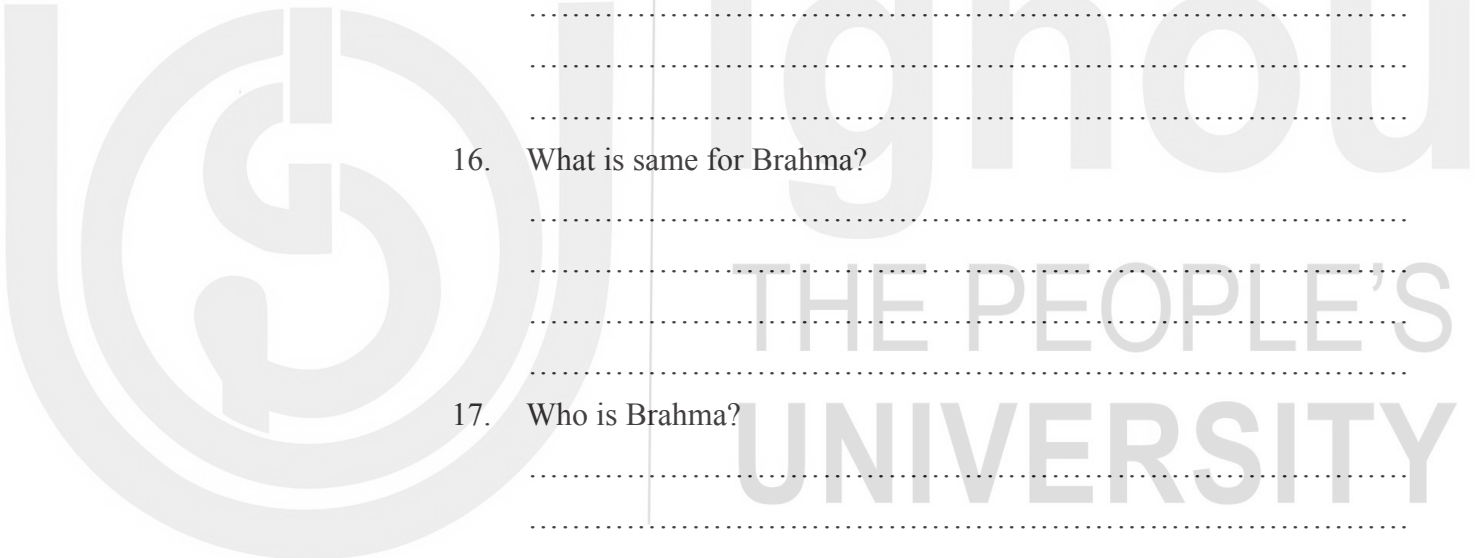 ignou
................................................................................
................................................................................
................................................................................
16. What is same for Brahma?
................................................................................
................................................................................
THE PEOPLE'S
................................................................................
................................................................................
17. Who is Brahma?
UNIVERSITY
................................................................................
................................................................................